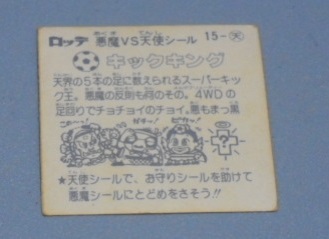 ロッテ 悪魔VS天使シール 15-天
キックキング
天界の5本の足に数えられるスーパーキッ
ク王。悪魔の反則も何のその。4WDの
足回りでチョチョイのチョイ。悪もまっ黒
?
★天使シールで、お守りシールを助けて
悪魔シールにとどめをさそう!!